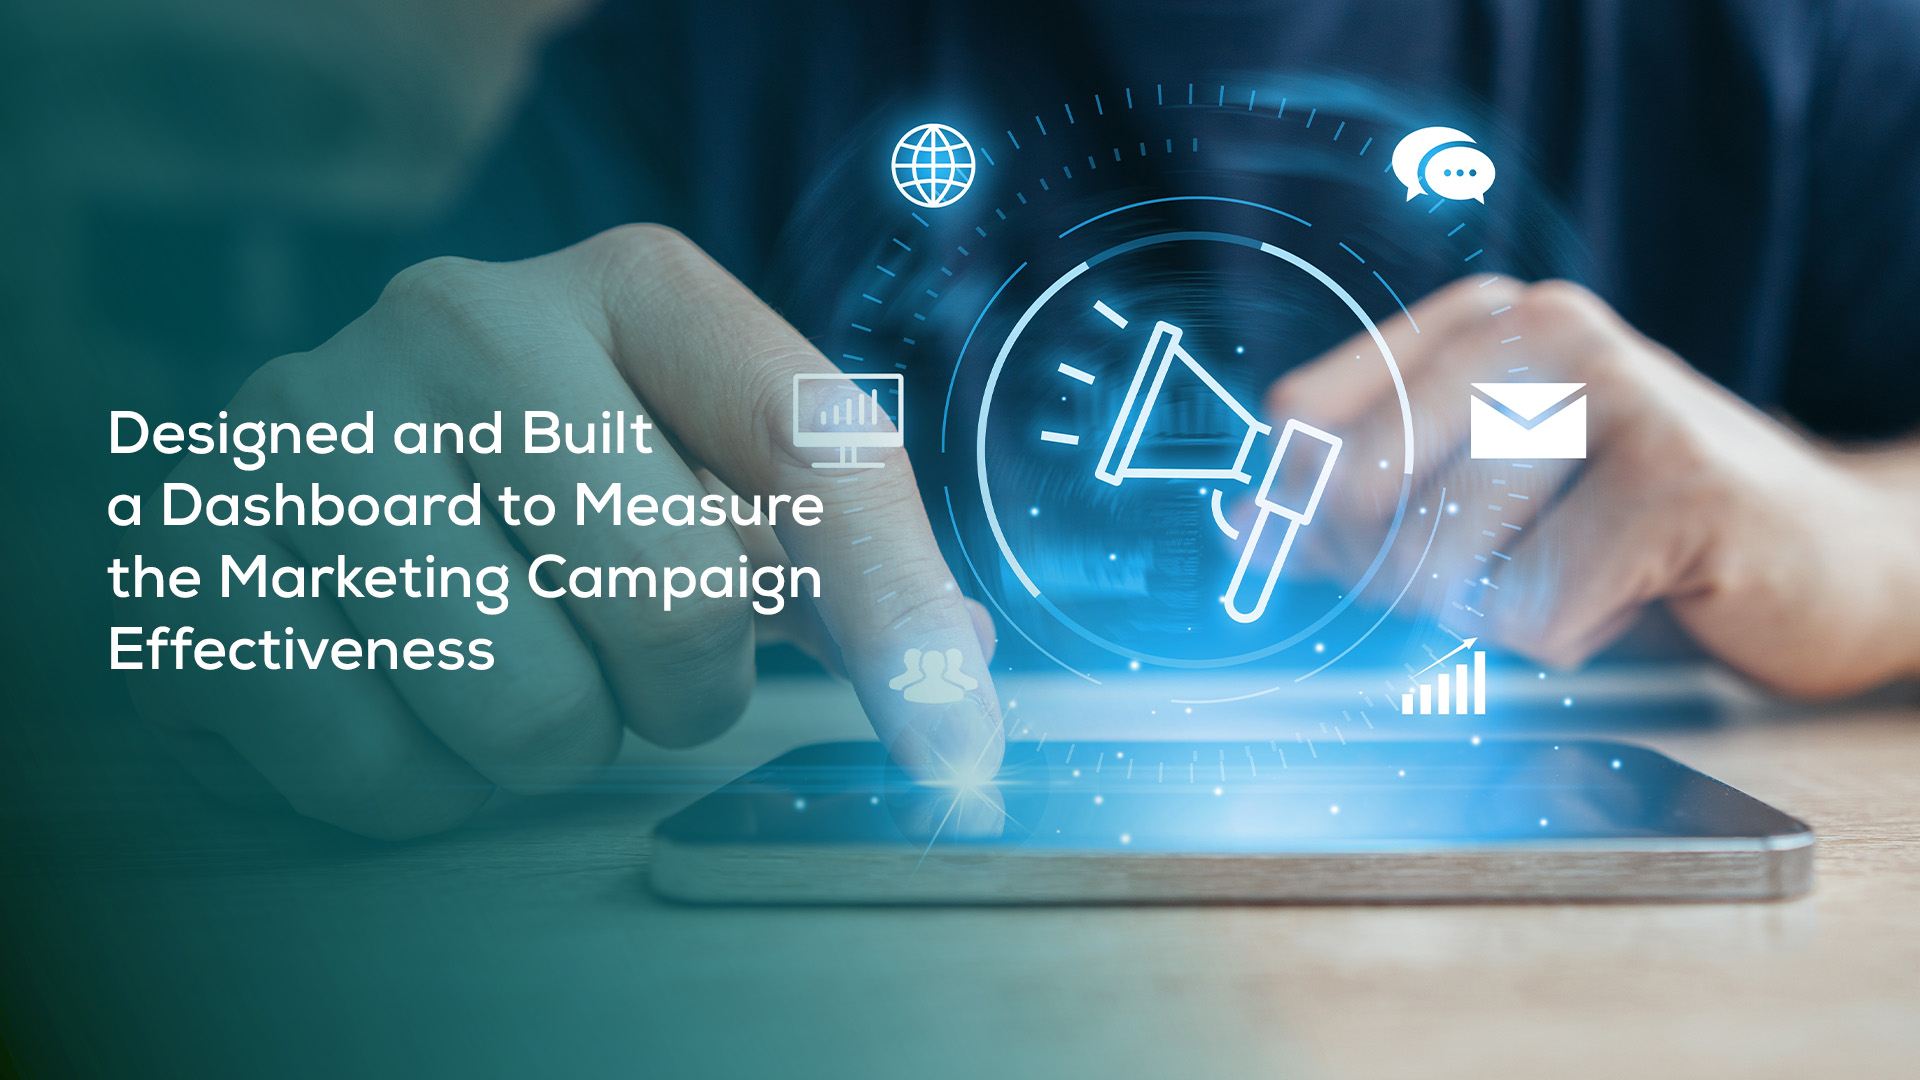 Designed and Built
a Dashboard to Measure
the Marketing Campaign
Effectiveness